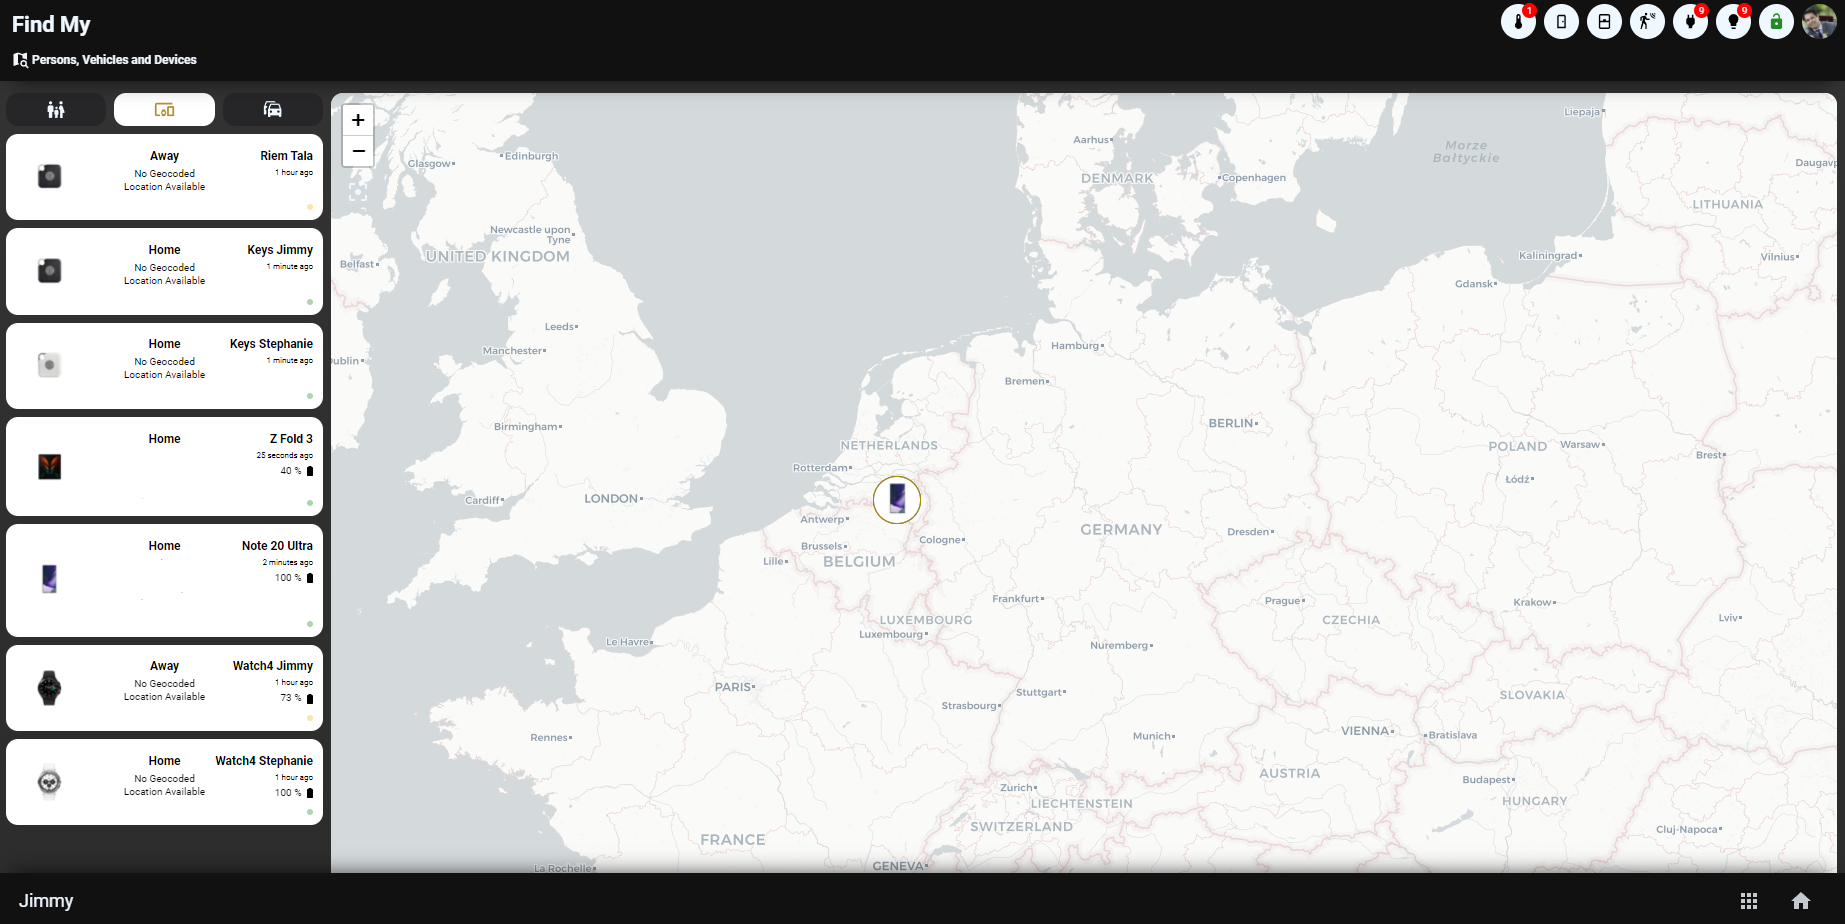 Find My
Persons, Vehicles and Devices
1
9
9
Away
Riem Tala
No Geocoded
Location Available
1 hour ago
Home
Keys Jimmy
No Geocoded
Location Available
1 minute ago
Home
Keys Stephanie
No Geocoded
Location Available
1 minute ago
Home
Z Fold 3
25 seconds ago
40 %
Home
Note 20 Ultra
2 minutes ago
100 %
Away
Watch4 Jimmy
No Geocoded
Location Available
1 hour ago
73 %
Home
Watch4 Stephanie
No Geocoded
Location Available
1 hour ago
100 %
+
−
Liepaja
Aarhus
Morze
Bałtyckie
Glasgow
Edinburgh
Daugavp
DENMARK
Copenhagen
LITHUANIA
Newcastle upon
Tyne
UNITED KINGDOM
Belfast
Kaliningrad
Vilnius
Gdansk
Leeds
Manchester
Dublin
Hamburg
Bremen
Birmingham
BERLIN
NETHERLANDS
POLAND
Warsaw
Brest
Rotterdam
Łódź
Cardiff
LONDON
Antwerp
GERMANY
Dresden
Brussels
Cologne
Lille
BELGIUM
Frankfurt
Prague
Krakow
LUXEMBOURG
CZECHIA
Lviv
Luxembourg
Le Havre
Nuremberg
PARIS
Stuttgart
SLOVAKIA
Strasbourg
Rennes
Munich
VIENNA
Bratislava
AUSTRIA
Budapest
Zurich
LIECHTENSTEIN
HUNGARY
SWITZERLAND
Cluj-Napoca
FRANCE
GENEVA
La Rochelle
Jimmy